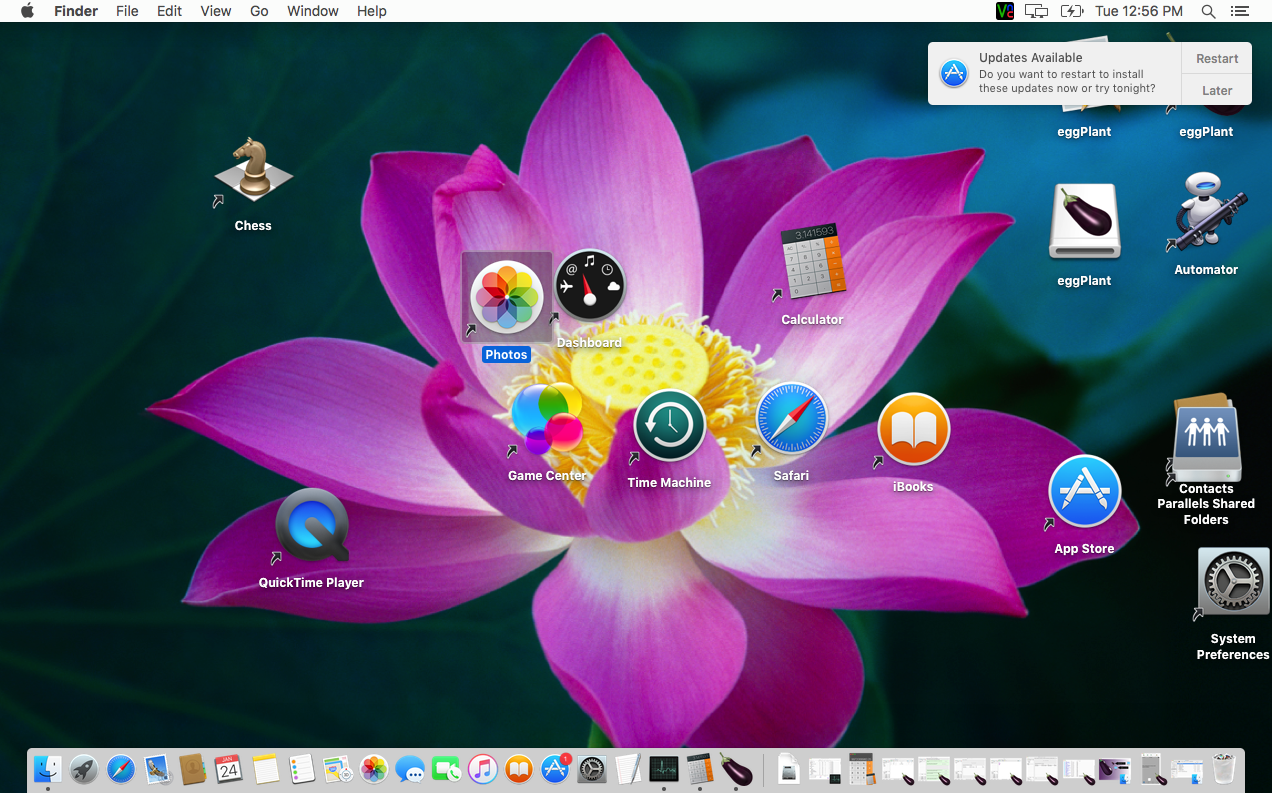 Finder File Edit View Go Window Help Tue 12:56 PM
Updates Available
Do you want to restart to install
these updates now or try tonight?
Restart
Later
eggPlant
eggPlant
Chess
3.141593
eggPlant
Automator
Calculator
Dashboard
Photos
Game Center
Time Machine
Safari
iBooks
Contacts
Parallels Shared
Folders
App Store
QuickTime Player
System
Preferences
JAN
24
1